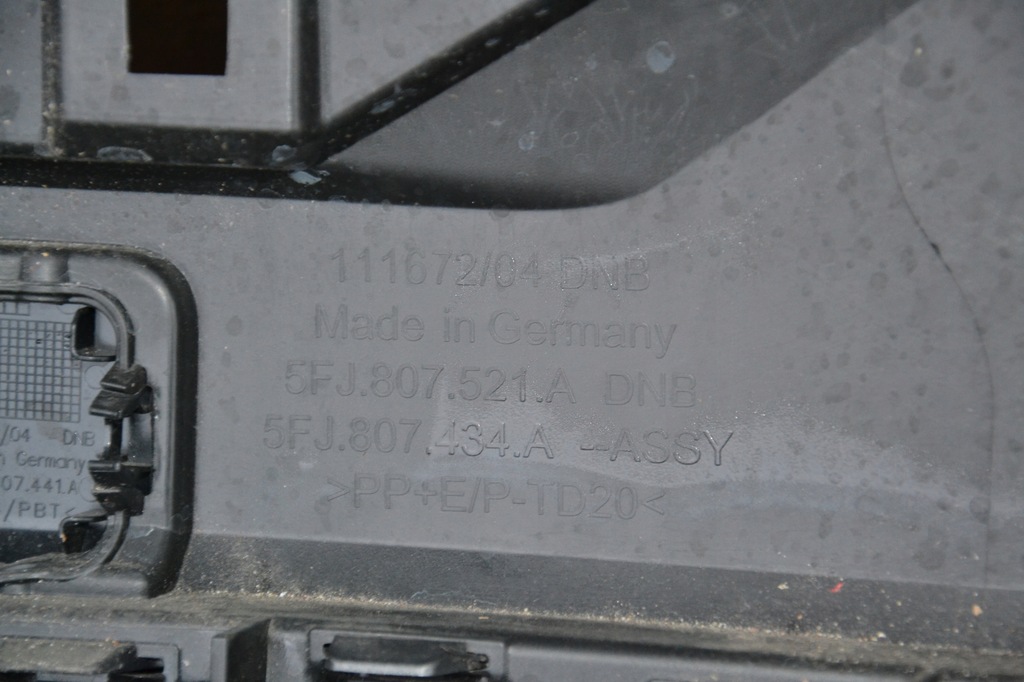 111672/04 DNB
Made in Germany
5FJ.807.521.A DNB
5FJ.807.434.A --ASSY
>PP+E/P-TD20<
/04 DNB
Germany
07.441.A
/PBT<